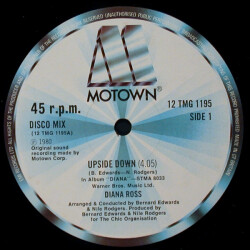 MOTOWN®
45 r.p.m.
12 TMG 1195
DISCO MIX
SIDE 1
(12 TMG 1195A)
℗ 1980
Original sound
recording made by
Motown Corp.
UPSIDE DOWN (4.05)
(B. Edwards—N. Rodgers)
In Album "DIANA"—STMA 8033
Warner Bros. Music Ltd.
DIANA ROSS
Arranged & Conducted by Bernard Edwards
& Nile Rodgers. Produced by
Bernard Edwards & Nile Rodgers
for The Chic Organisation